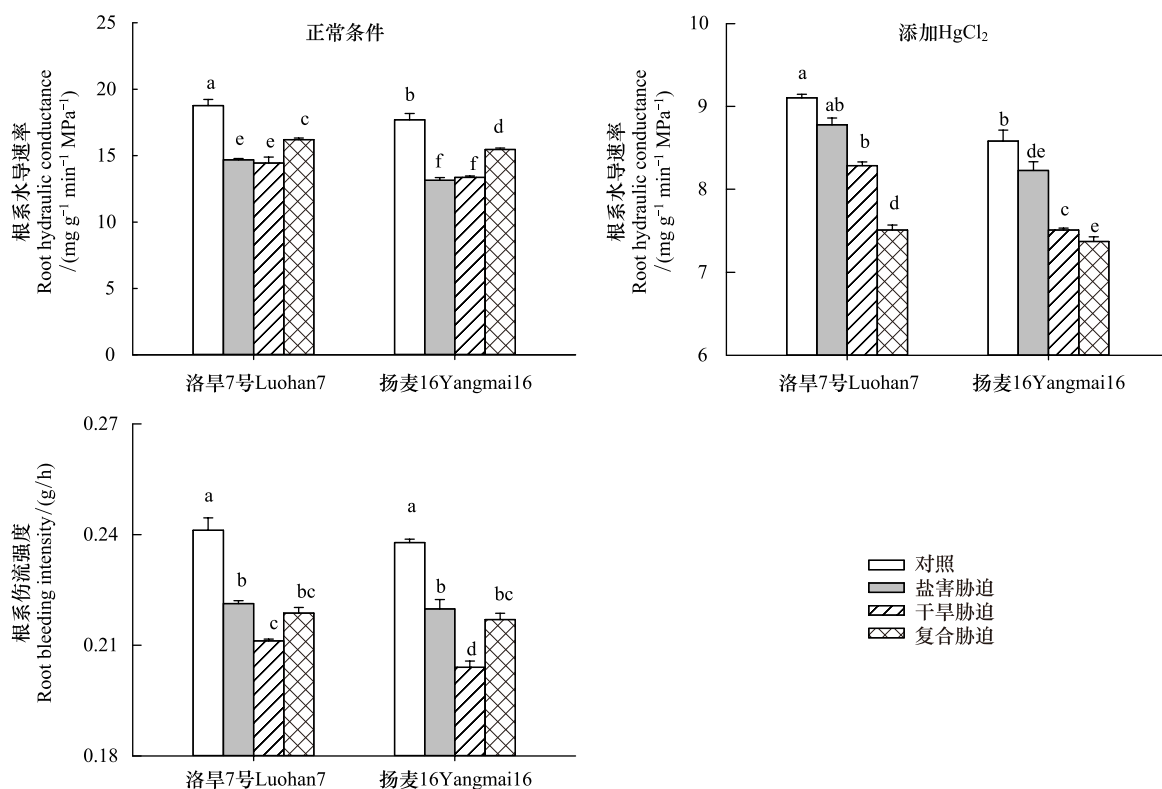 正常条件
25
20
15
10
5
0
根系水导速率
Root hydraulic conductance
/(mg g⁻¹ min⁻¹ MPa⁻¹)
a
e
e
c
b
f
f
d
洛旱7号Luohan7
扬麦16Yangmai16
添加HgCl₂
10
9
8
7
6
根系水导速率
Root hydraulic conductance
/(mg g⁻¹ min⁻¹ MPa⁻¹)
a
ab
b
d
b
de
c
e
洛旱7号Luohan7
扬麦16Yangmai16
0.27
0.24
0.21
0.18
根系伤流强度
Root bleeding intensity/(g/h)
a
b
c
bc
a
b
d
bc
洛旱7号Luohan7
扬麦16Yangmai16
对照
盐害胁迫
干旱胁迫
复合胁迫